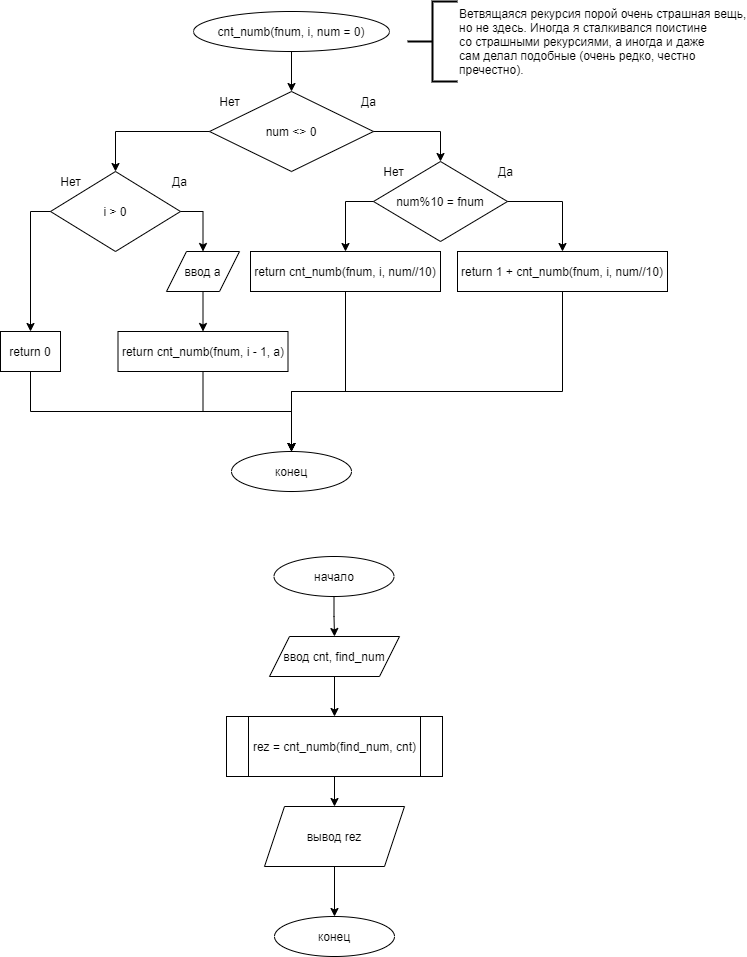 cnt_numb(fnum, i, num = 0)
Ветвящаяся рекурсия порой очень страшная вещь,
но не здесь. Иногда я сталкивался поистине
со страшными рекурсиями, а иногда и даже
сам делал подобные (очень редко, честно
пречестно).
Нет
Да
num <> 0
Нет
Да
i > 0
Нет
Да
num%10 = fnum
ввод a
return cnt_numb(fnum, i, num//10)
return 1 + cnt_numb(fnum, i, num//10)
return 0
return cnt_numb(fnum, i - 1, a)
конец
начало
ввод cnt, find_num
rez = cnt_numb(find_num, cnt)
вывод rez
конец